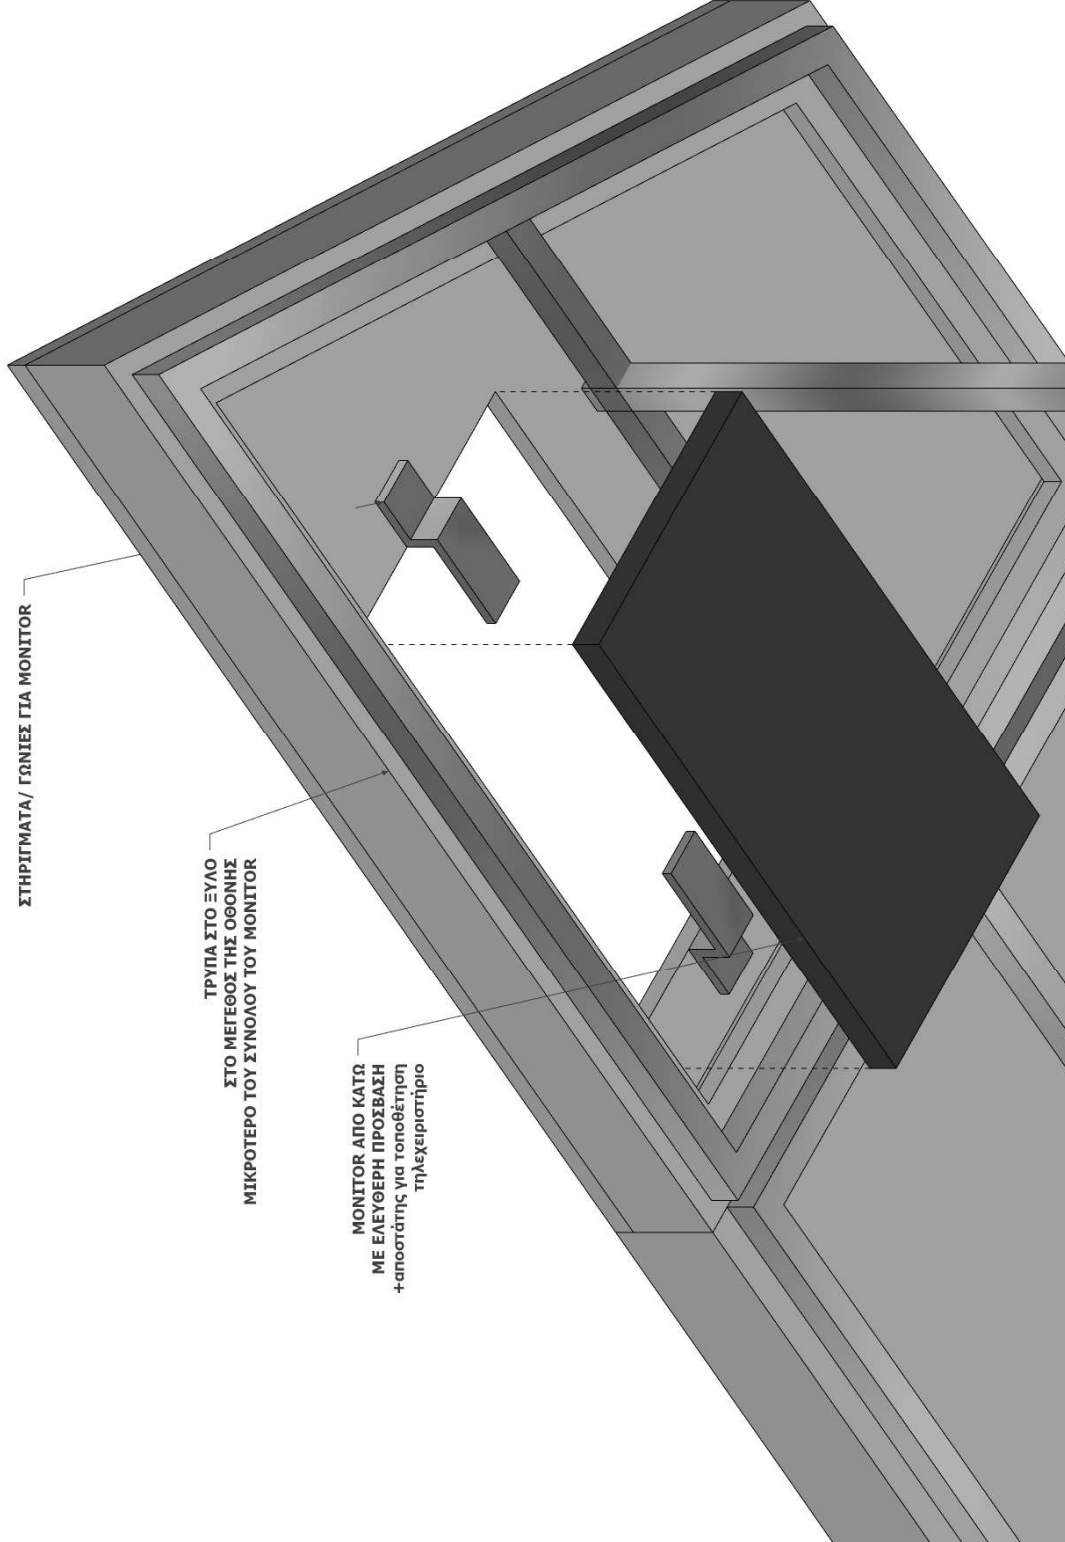 ΣΤΗΡΙΓΜΑΤΑ/ ΓΩΝΙΕΣ ΓΙΑ MONITOR
ΤΡΥΠΑ ΣΤΟ ΞΥΛΟ
ΣΤΟ ΜΕΓΕΘΟΣ ΤΗΣ ΟΘΟΝΗΣ
ΜΙΚΡΟΤΕΡΟ ΤΟΥ ΣΥΝΟΛΟΥ ΤΟΥ MONITOR
MONITOR ΑΠΟ ΚΑΤΩ
ΜΕ ΕΛΕΥΘΕΡΗ ΠΡΟΣΒΑΣΗ
+αποστάτης για τοποθέτηση
τηλεχειριστήριο